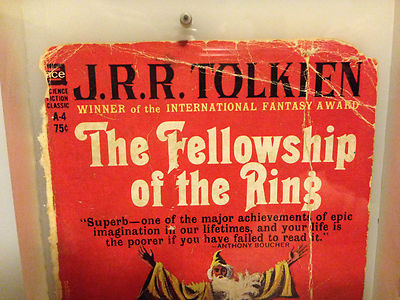 ace
SCIENCE
FICTION
CLASSIC
A-4
75¢
J.R.R. TOLKIEN
WINNER of the INTERNATIONAL FANTASY AWARD
The Fellowship
of the Ring
"Superb—one of the major achievements of epic
imagination in our lifetimes, and your life is
the poorer if you have failed to read it."
—ANTHONY BOUCHER